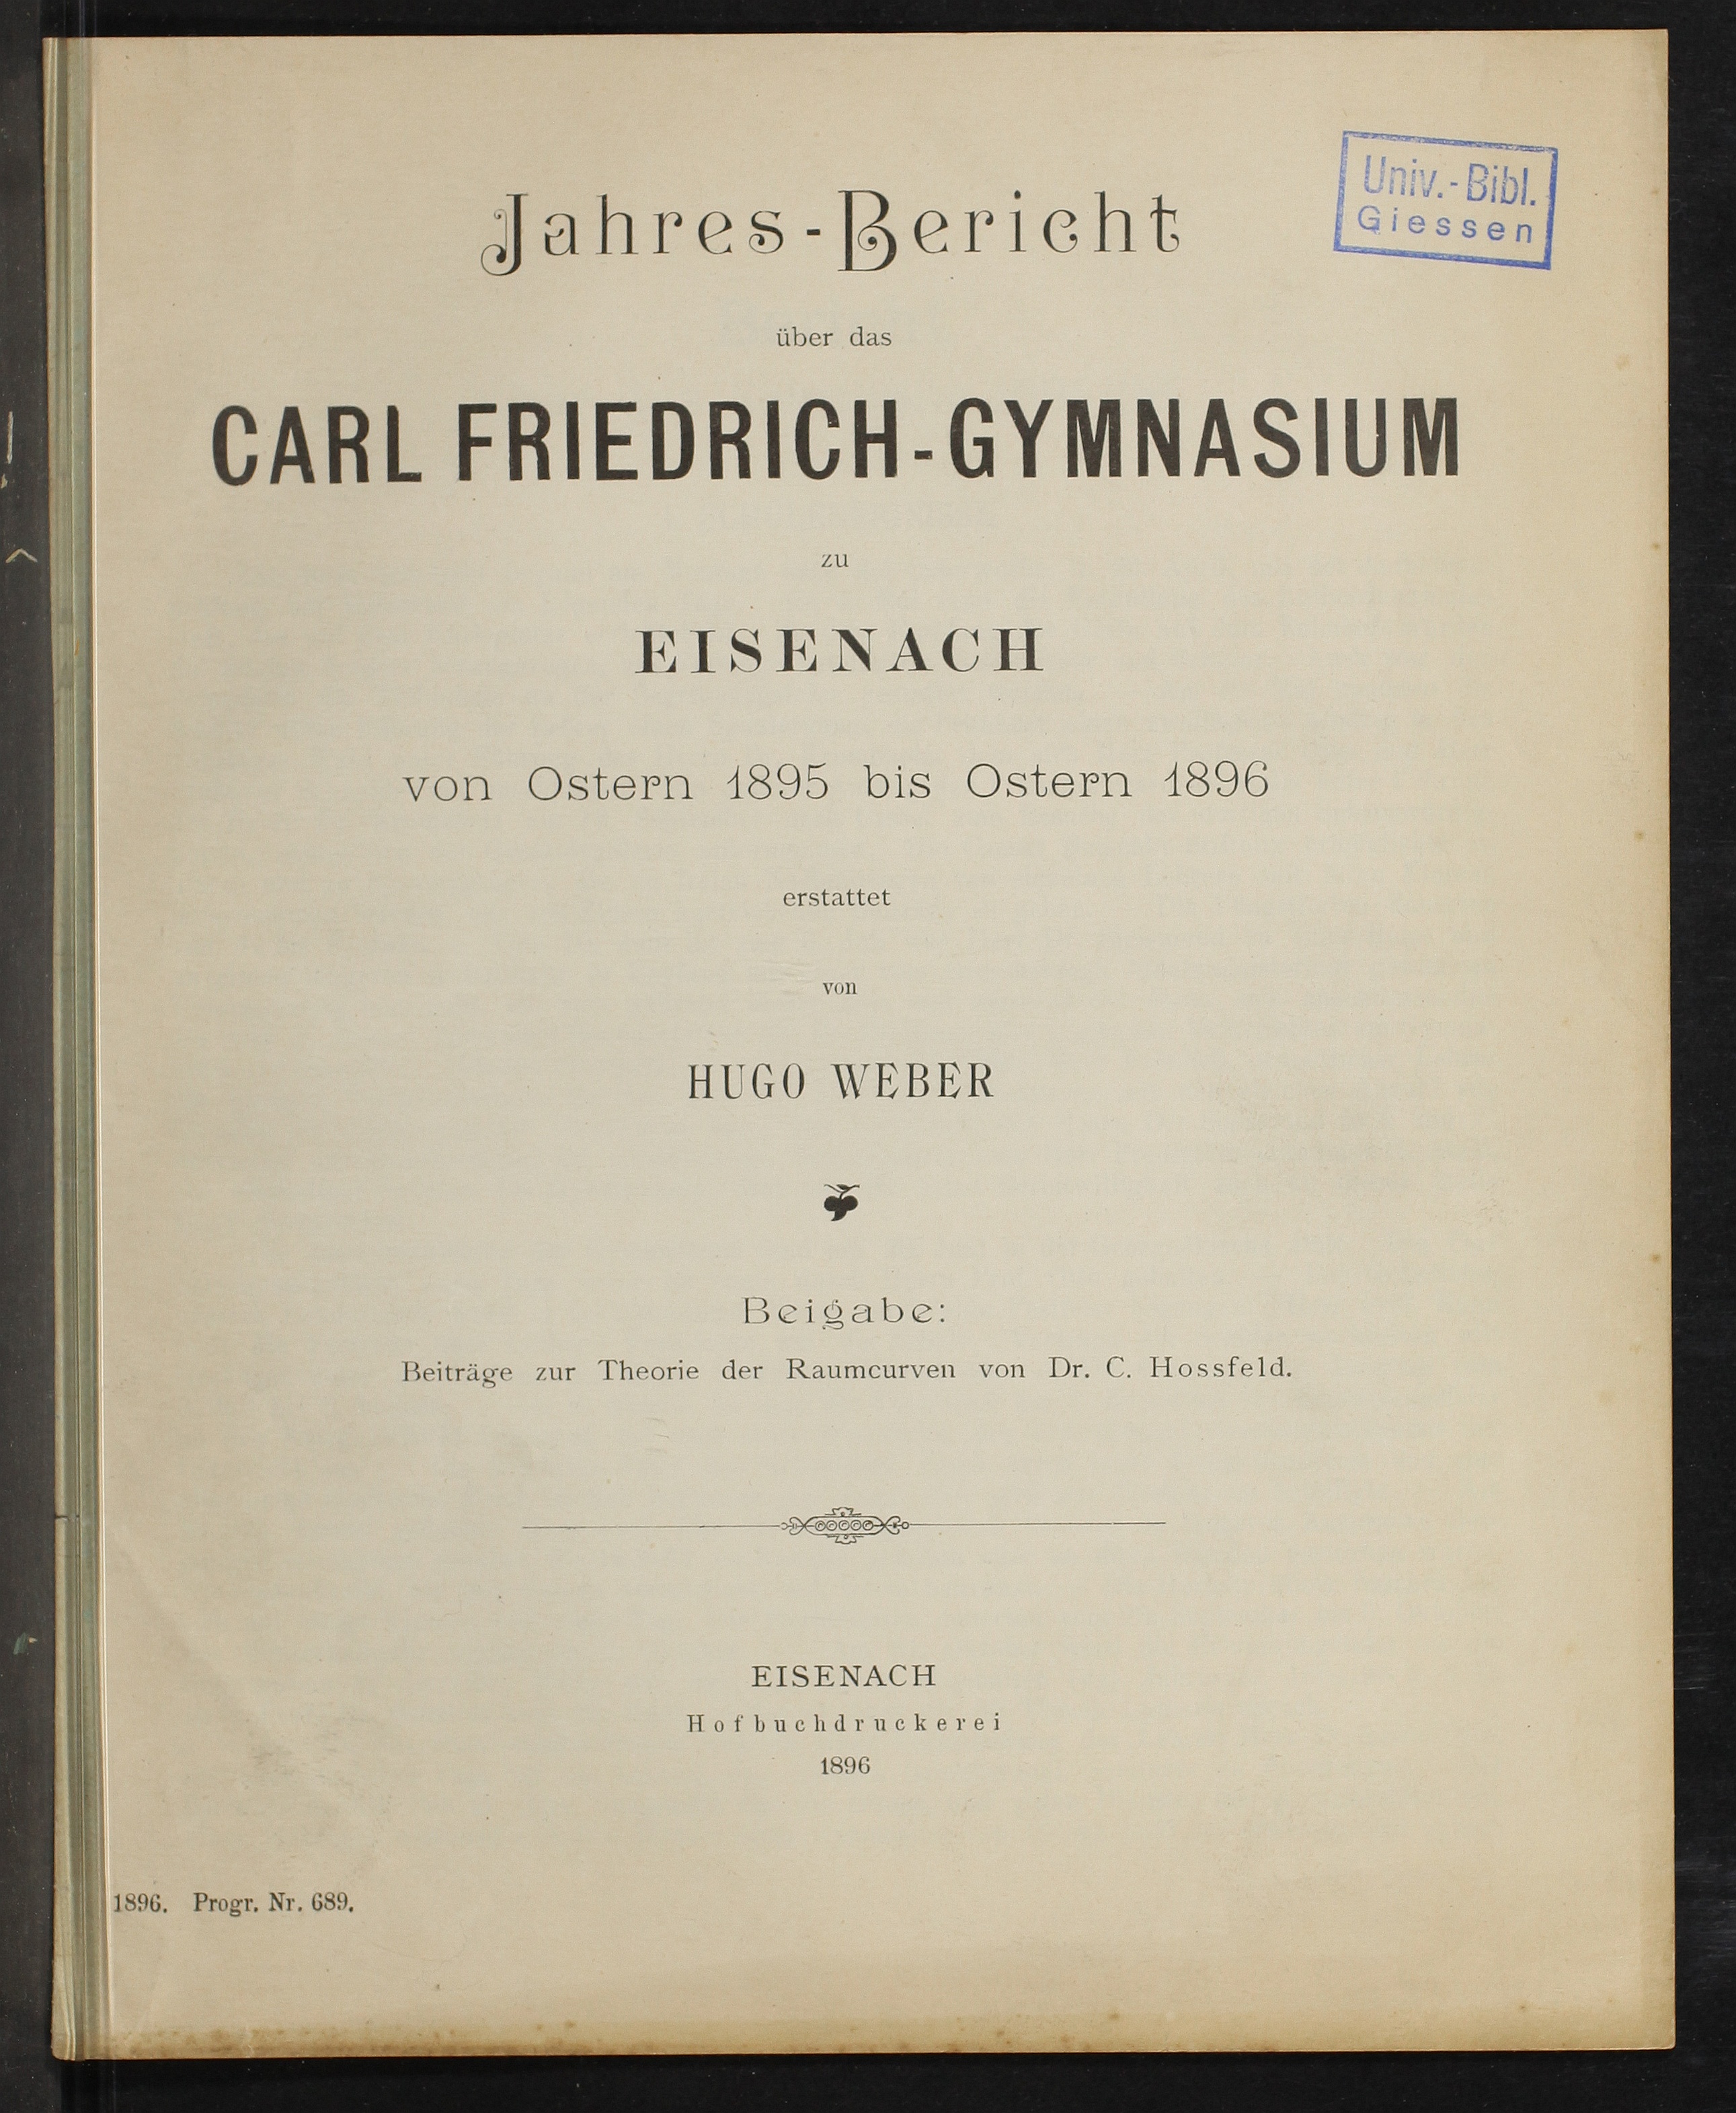 Univ.-Bibl.
Giessen
Jahres-Bericht
über das
CARL FRIEDRICH-GYMNASIUM
zu
EISENACH
von Ostern 1895 bis Ostern 1896
erstattet
von
HUGO WEBER
Beigabe:
Beiträge zur Theorie der Raumcurven von Dr. C. Hossfeld.
EISENACH
Hofbuchdruckerei
1896
1896. Progr. Nr. 689.